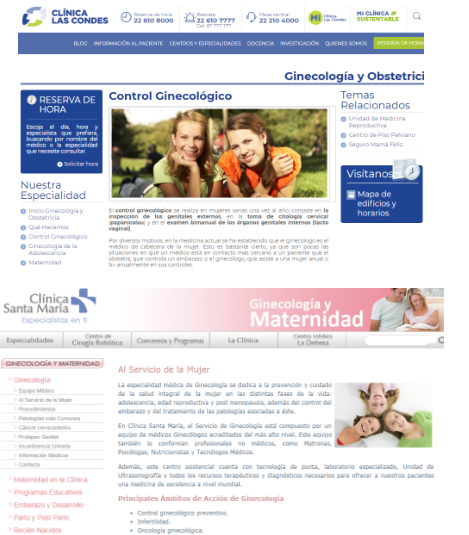 CLÍNICA
LAS CONDES
Reserva de hora
22 610 8000
Rescate
22 610 7777
Mesa central
22 210 4000
Mi Clínica
Las Condes
MI CLÍNICA
SUSTENTABLE
BLOG INFORMACIÓN AL PACIENTE CENTROS Y ESPECIALIDADES DOCENCIA INVESTIGACIÓN QUIENES SOMOS RESERVA DE HORA
Ginecología y Obstetrici
RESERVA DE
HORA
Escoja el día, hora y
especialista que prefiera,
buscando por nombre del
médico o la especialidad
que necesite consultar.
Solicitar hora
Nuestra
Especialidad
Inicio Ginecología y
Obstetricia
Qué Hacemos
Control Ginecológico
Ginecología de la
Adolescencia
Maternidad
Control Ginecológico
El control ginecológico se realiza en mujeres sanas una vez al año, consiste en la
inspección de los genitales externos, en la toma de citología cervical
(papanicolau) y en el examen bimanual de los órganos genitales internos (tacto
vaginal)
Por diversos motivos, en la medicina actual se ha establecido que el ginecólogo es el
médico de cabecera de la mujer. Esto es bastante cierto, ya que son pocas las
situaciones en que un médico está en contacto más cercano a un paciente que el
obstetra, que controla un embarazo o el ginecólogo, que asiste a una mujer anual o
bi- anualmente en sus controles.
Temas
Relacionados
Unidad de Medicina
Reproductiva
Centro de Piso Pelviano
Seguro Mamá Feliz
Visítanos
Mapa de
edificios y
horarios
Clínica
Santa María
Especialistas en ti
Ginecología y
Maternidad
Especialidades
Centro de
Cirugía Robótica
Convenios y Programas
La Clínica
Centro Médico
La Dehesa
GINECOLOGÍA Y MATERNIDAD
Ginecología
Equipo Médico
Al Servicio de la Mujer
Procedimientos
Patologías más Comunes
Cáncer cervicouterino
Prolapso Genital
Incontinencia Urinaria
Información Médicos
Contacto
Maternidad en la Clínica
Programas Educativos
Embarazo y Desarrollo
Parto y Post Parto
Recién Nacidos
Al Servicio de la Mujer
La especialidad médica de Ginecología se dedica a la prevención y cuidado
de la salud integral de la mujer en las distintas fases de la vida:
adolescencia, edad reproductiva y post menopausia, además del control del
embarazo y del tratamiento de las patologías asociadas a éste.
En Clínica Santa María, el Servicio de Ginecología está compuesto por un
equipo de médicos Ginecólogos acreditados del más alto nivel. Este equipo
también lo conforman profesionales no médicos, como Matronas,
Psicólogas, Nutricionistas y Tecnólogos Médicos.
Además, este centro asistencial cuenta con tecnología de punta, laboratorio especializado, Unidad de
Ultrasonografía y todos los recursos terapéuticos y diagnósticos necesarios para ofrecer a nuestros pacientes
una medicina de excelencia a nivel mundial.
Principales Ámbitos de Acción de Ginecología
Control ginecológico preventivo.
Infertilidad.
Oncología ginecológica.